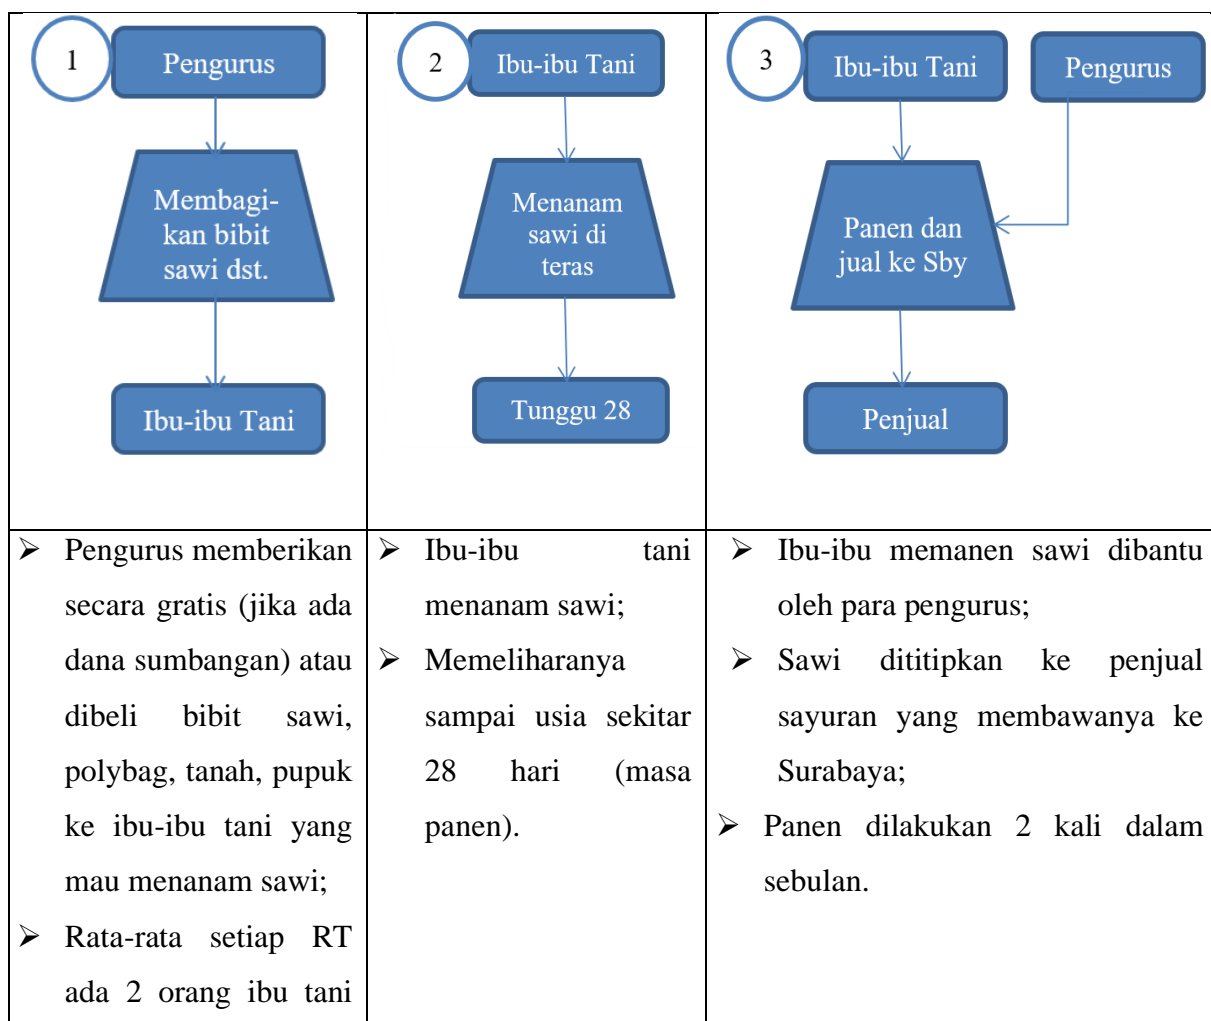 1
Pengurus
Membagi-
kan bibit
sawi dst.
Ibu-ibu Tani
2
Ibu-ibu Tani
Menanam
sawi di
teras
Tunggu 28
3
Ibu-ibu Tani
Pengurus
Panen dan
jual ke Sby
Penjual
➢ Pengurus memberikan
secara gratis (jika ada
dana sumbangan) atau
dibeli bibit sawi,
polybag, tanah, pupuk
ke ibu-ibu tani yang
mau menanam sawi;
➢ Rata-rata setiap RT
ada 2 orang ibu tani
➢ Ibu-ibu tani
menanam sawi;
➢ Memeliharanya
sampai usia sekitar
28 hari (masa
panen).
➢ Ibu-ibu memanen sawi dibantu
oleh para pengurus;
➢ Sawi dititipkan ke penjual
sayuran yang membawanya ke
Surabaya;
➢ Panen dilakukan 2 kali dalam
sebulan.